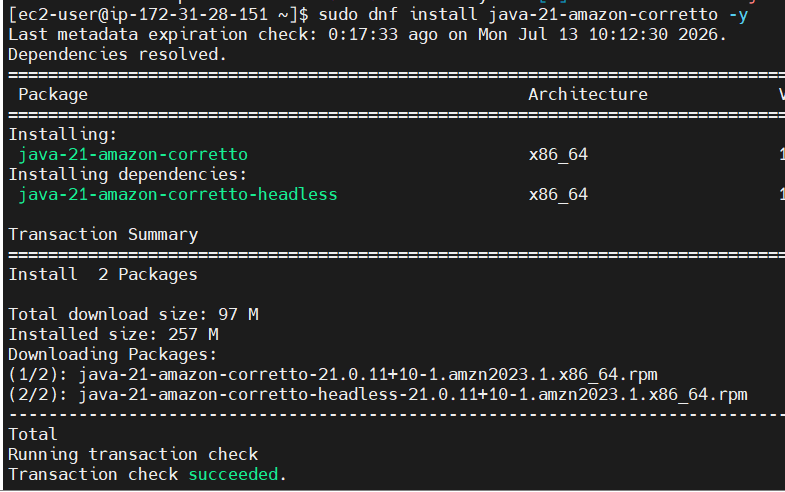 [ec2-user@ip-172-31-28-151 ~]$ sudo dnf install java-21-amazon-corretto -y
Last metadata expiration check: 0:17:33 ago on Mon Jul 13 10:12:30 2026.
Dependencies resolved.
================================================================================
Package Architecture V
================================================================================
Installing:
java-21-amazon-corretto x86_64 1
Installing dependencies:
java-21-amazon-corretto-headless x86_64 1
Transaction Summary
================================================================================
Install  2 Packages
Total download size: 97 M
Installed size: 257 M
Downloading Packages:
(1/2): java-21-amazon-corretto-21.0.11+10-1.amzn2023.1.x86_64.rpm
(2/2): java-21-amazon-corretto-headless-21.0.11+10-1.amzn2023.1.x86_64.rpm
--------------------------------------------------------------------------------
Total
Running transaction check
Transaction check succeeded.